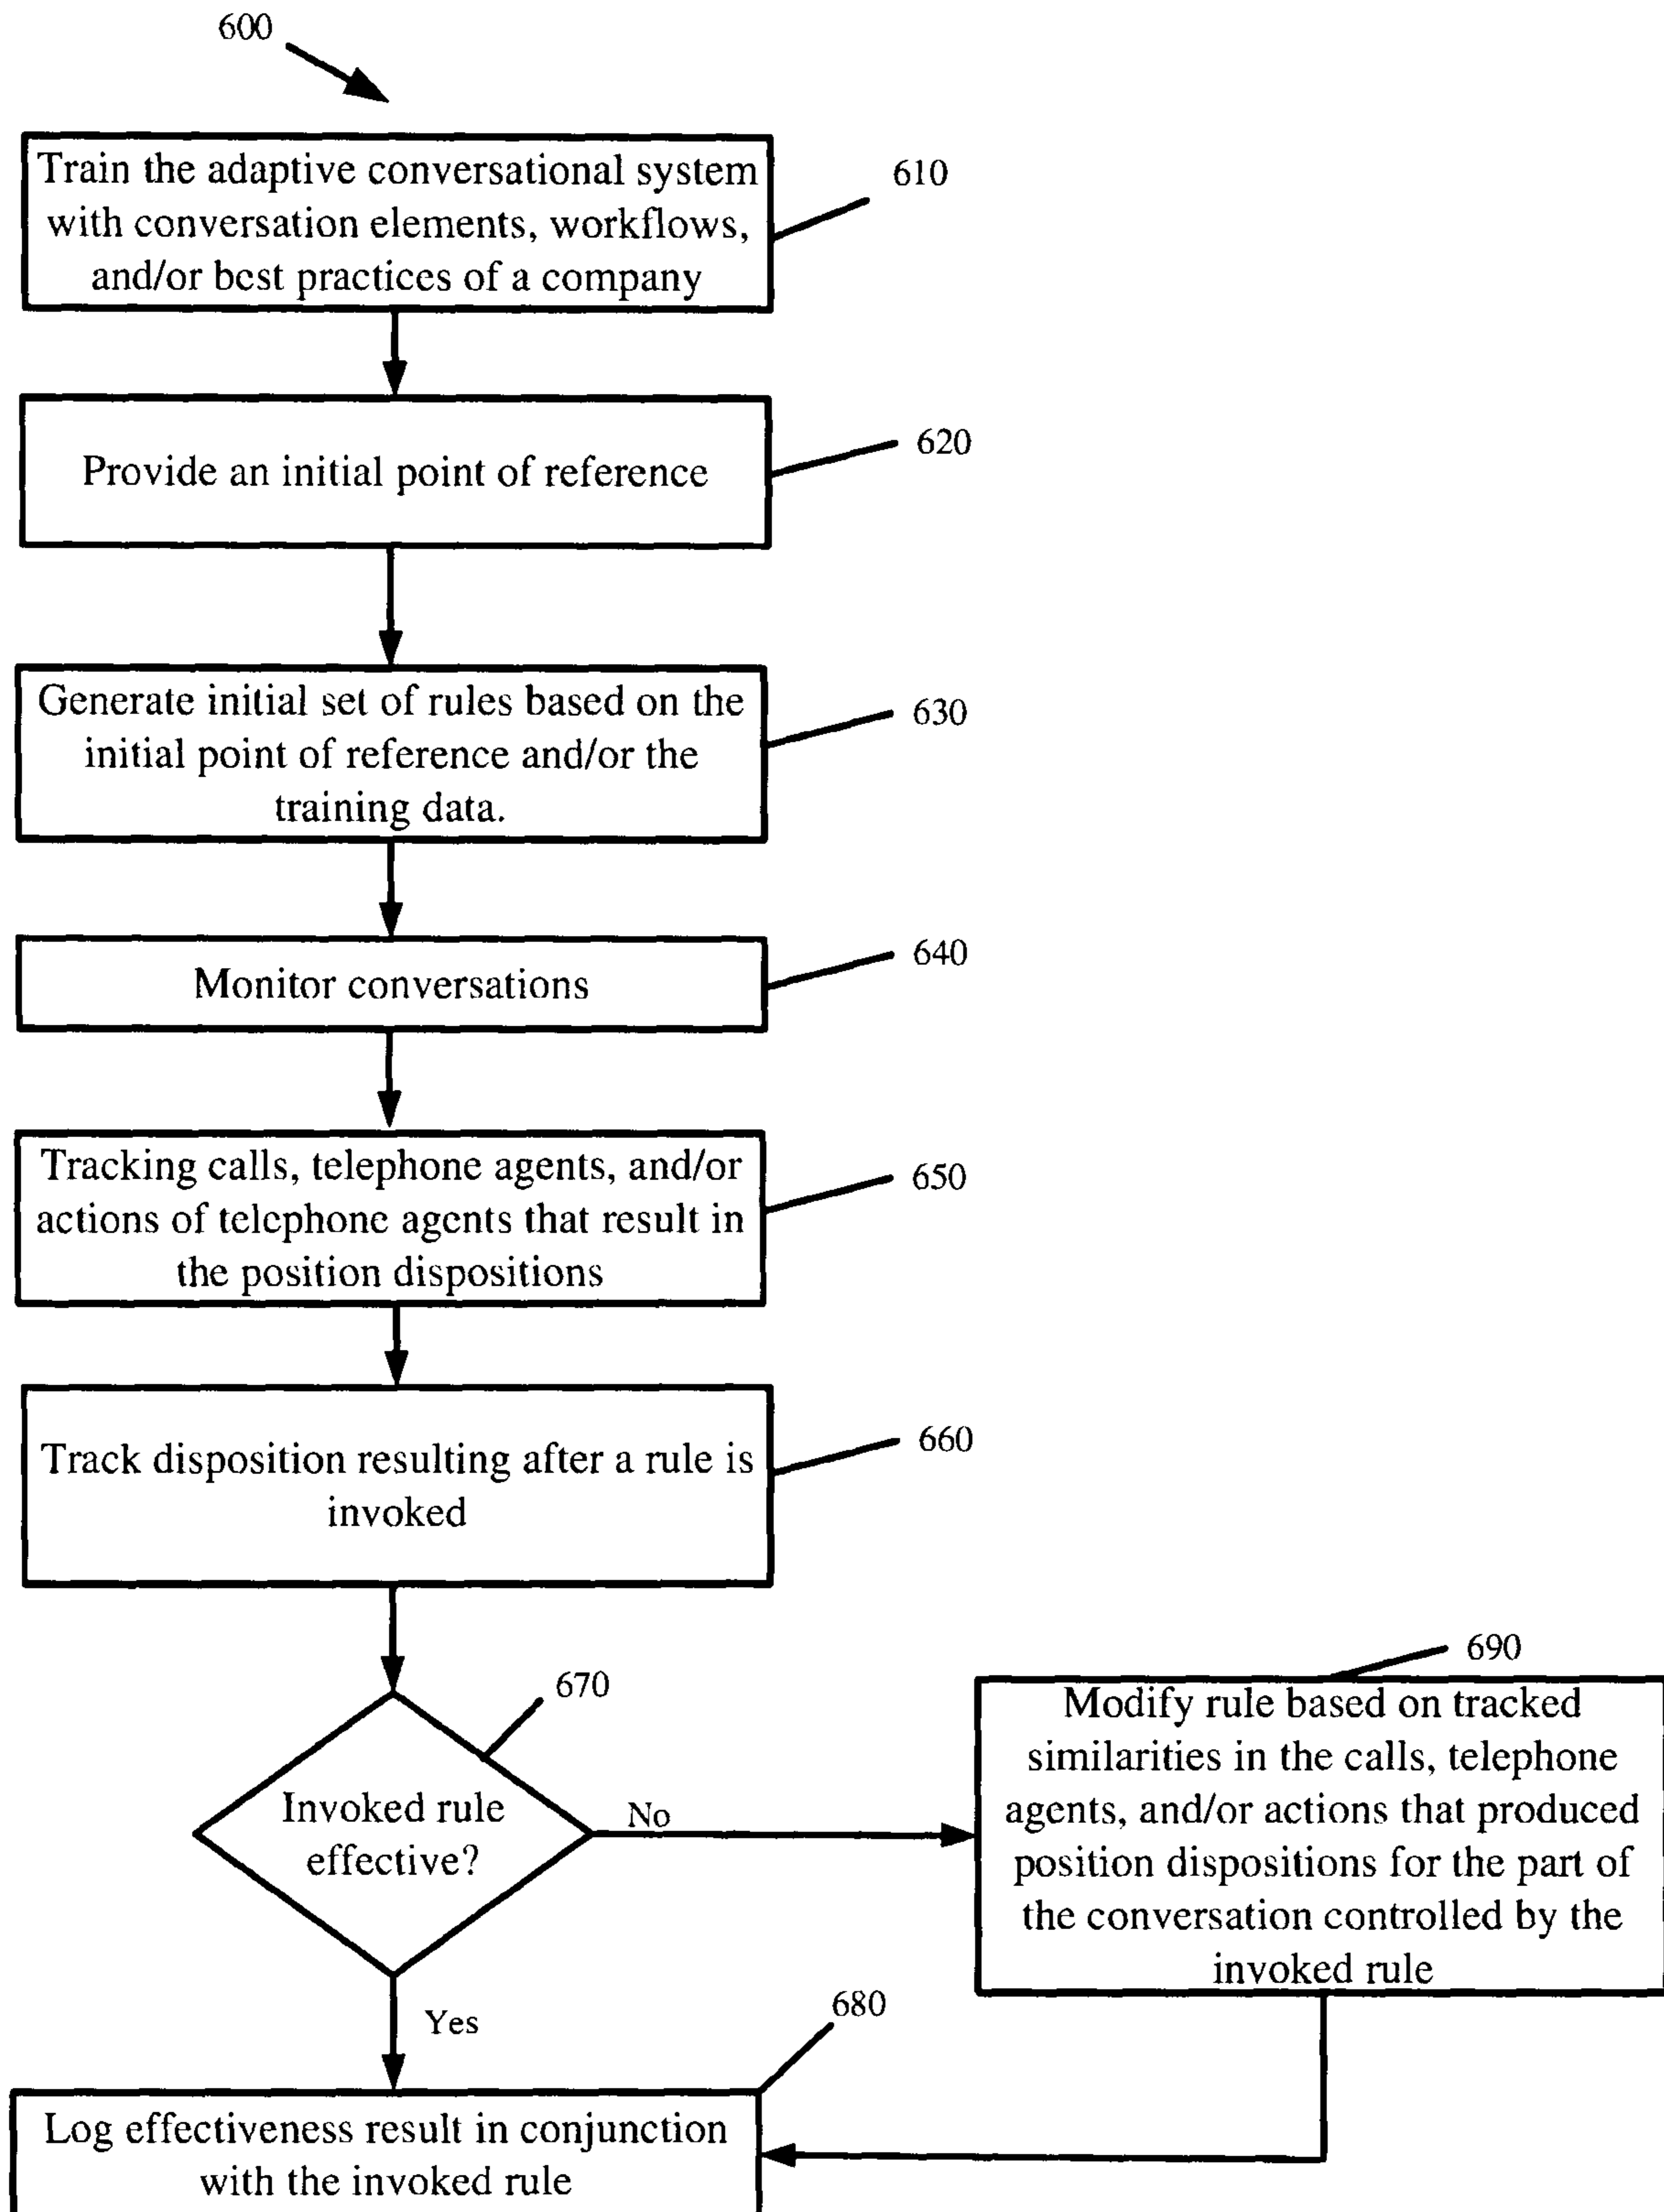 600
Train the adaptive conversational system
with conversation elements, workflows,
and/or best practices of a company
610
Provide an initial point of reference
620
Generate initial set of rules based on the
initial point of reference and/or the
training data.
630
Monitor conversations
640
Tracking calls, telephone agents, and/or
actions of telephone agents that result in
the position dispositions
650
Track disposition resulting after a rule is
invoked
660
Invoked rule
effective?
670
No
Yes
Modify rule based on tracked
similarities in the calls, telephone
agents, and/or actions that produced
position dispositions for the part of
the conversation controlled by the
invoked rule
690
Log effectiveness result in conjunction
with the invoked rule
680